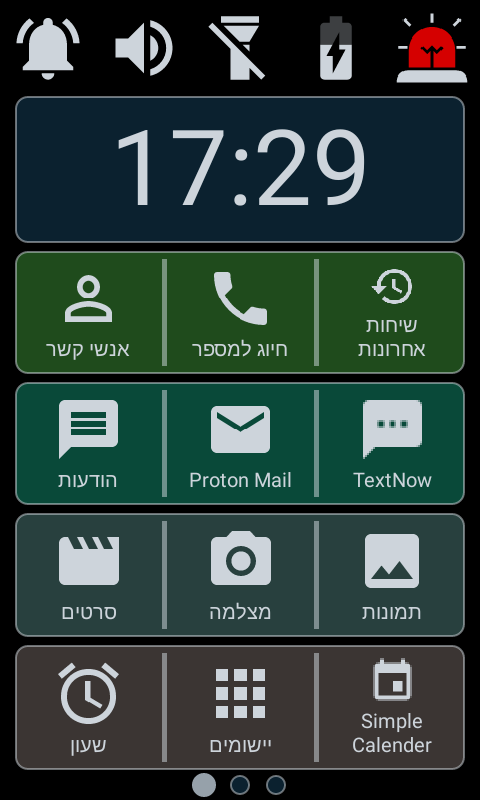 17:29
אנשי קשר
חיוג למספר
שיחות
אחרונות
הודעות
Proton Mail
TextNow
סרטים
מצלמה
תמונות
שעון
יישומים
Simple
Calender